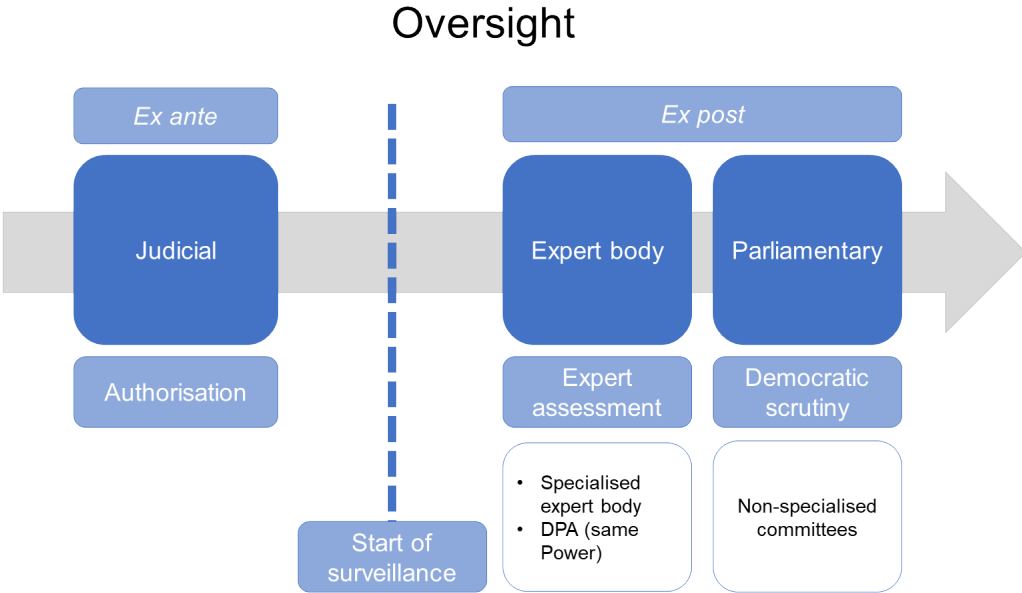 Oversight
Ex ante
Ex post
Judicial
Expert body
Parliamentary
Authorisation
Expert
assessment
Democratic
scrutiny
• Specialised
expert body
• DPA (same
Power)
Non-specialised
committees
Start of
surveillance